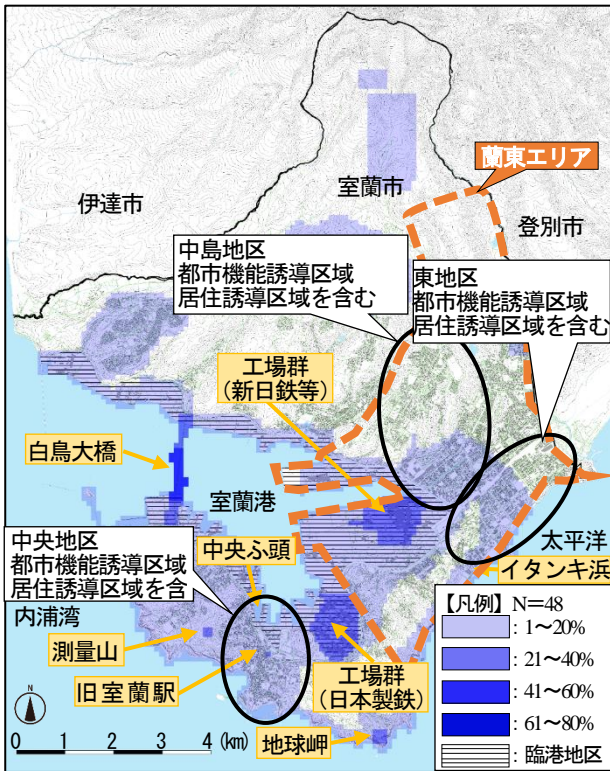 蘭東エリア
伊達市
室蘭市
登別市
中島地区
都市機能誘導区域
居住誘導区域を含む
東地区
都市機能誘導区域
居住誘導区域を含む
工場群
(新日鉄等)
白鳥大橋
室蘭港
中央地区
都市機能誘導区域
居住誘導区域を含
中央ふ頭
太平洋
イタンキ浜
内浦湾
測量山
旧室蘭駅
工場群
(日本製鉄)
地球岬
N
0 1 2 3 4 (km)
【凡例】 N=48
: 1~20%
: 21~40%
: 41~60%
: 61~80%
: 臨港地区